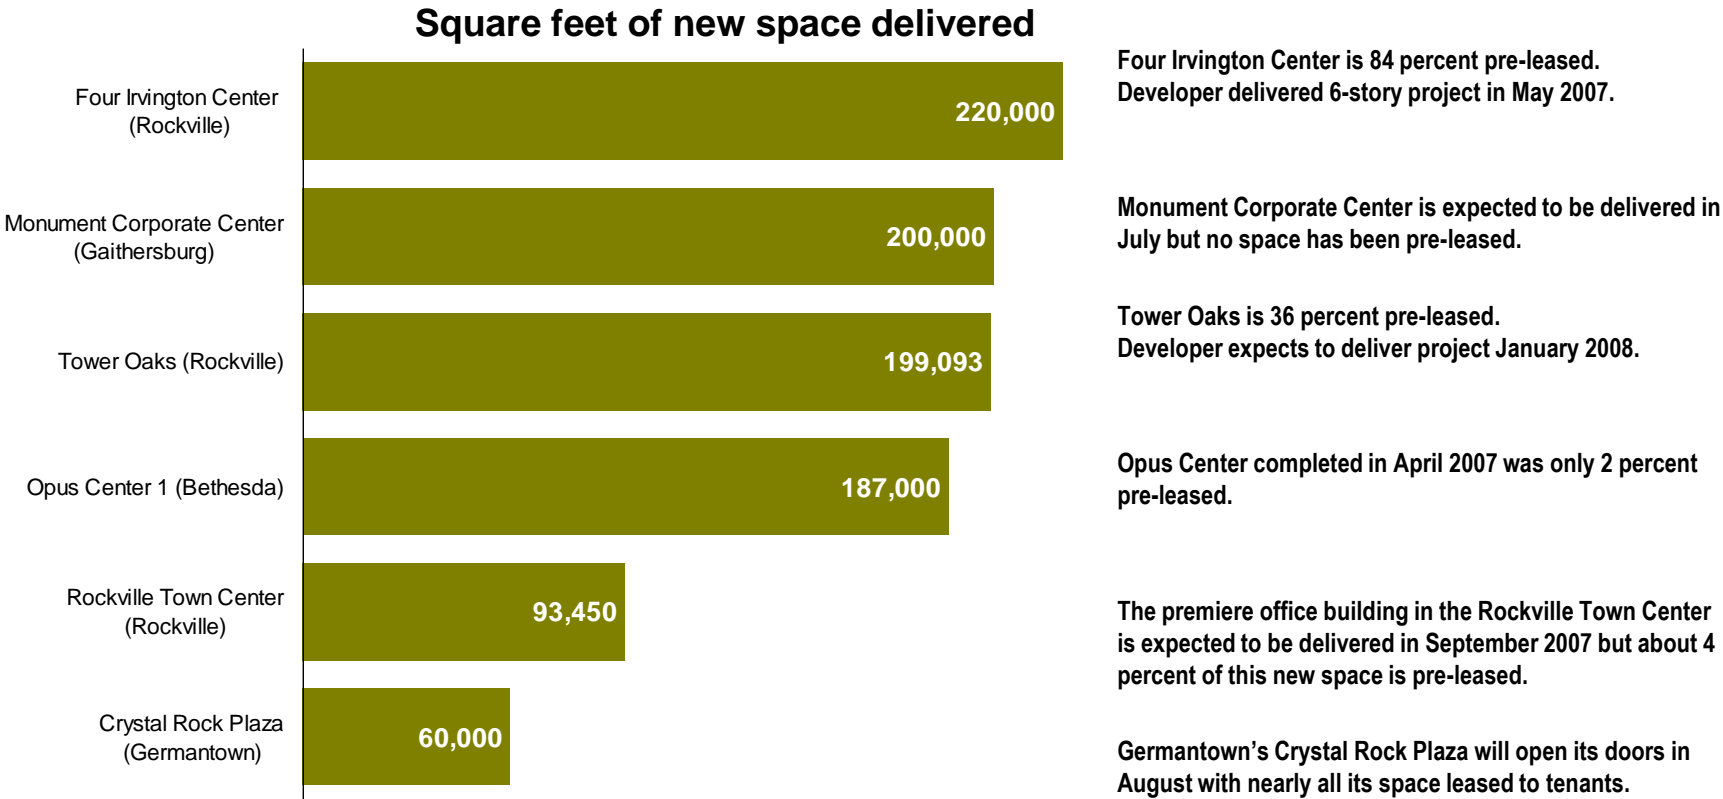 Square feet of new space delivered
Four Irvington Center
(Rockville)
220,000
Four Irvington Center is 84 percent pre-leased.
Developer delivered 6-story project in May 2007.
Monument Corporate Center
(Gaithersburg)
200,000
Monument Corporate Center is expected to be delivered in
July but no space has been pre-leased.
Tower Oaks (Rockville)
199,093
Tower Oaks is 36 percent pre-leased.
Developer expects to deliver project January 2008.
Opus Center 1 (Bethesda)
187,000
Opus Center completed in April 2007 was only 2 percent
pre-leased.
Rockville Town Center
(Rockville)
93,450
The premiere office building in the Rockville Town Center
is expected to be delivered in September 2007 but about 4
percent of this new space is pre-leased.
Crystal Rock Plaza
(Germantown)
60,000
Germantown’s Crystal Rock Plaza will open its doors in
August with nearly all its space leased to tenants.